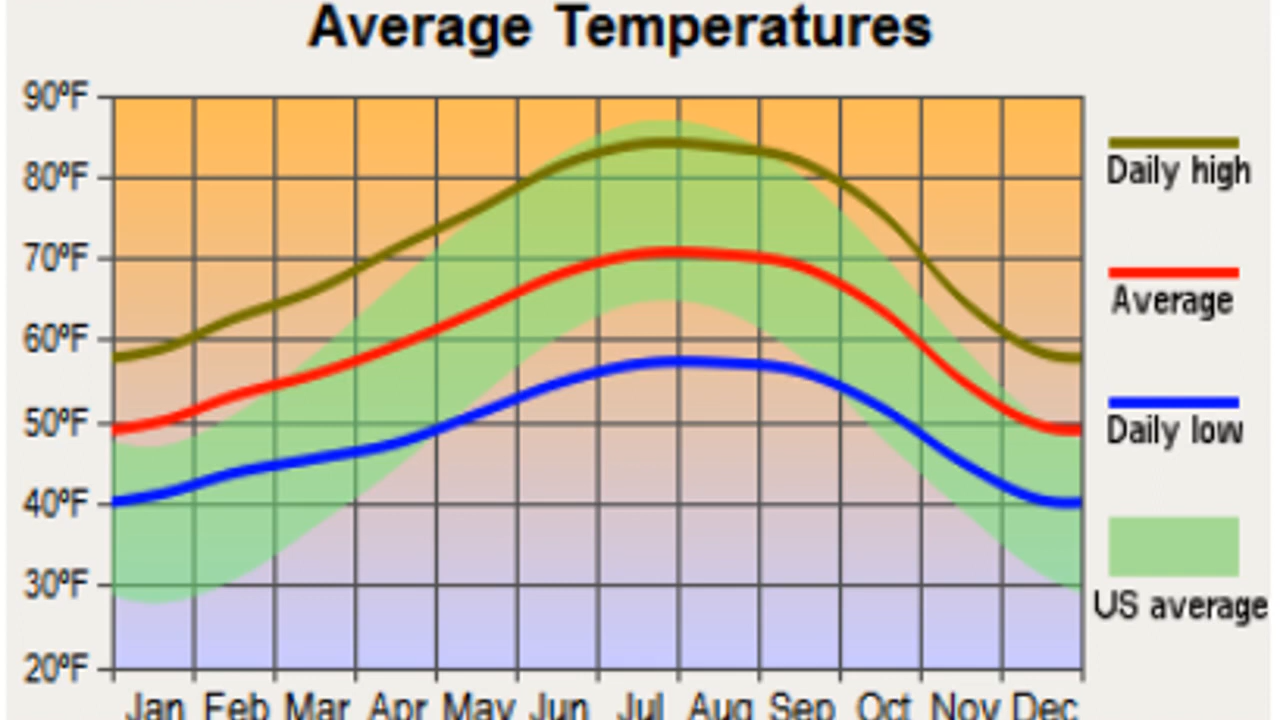 Average Temperatures
90ºF
80ºF
70ºF
60ºF
50ºF
40ºF
30ºF
20ºF
Jan Feb Mar Apr May Jun Jul Aug Sep Oct Nov Dec
Daily high
Average
Daily low
US average